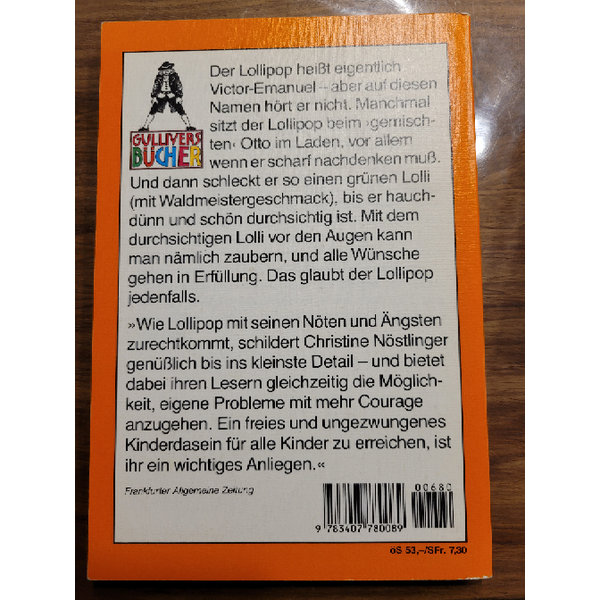 GULLIVERS
BÜCHER
Der Lollipop heißt eigentlich
Victor-Emanuel – aber auf diesen
Namen hört er nicht. Manchmal
sitzt der Lollipop beim ›gemisch-
ten‹ Otto im Laden, vor allem
wenn er scharf nachdenken muß.
Und dann schleckt er so einen grünen Lolli
(mit Waldmeistergeschmack), bis er hauch-
dünn und schön durchsichtig ist. Mit dem
durchsichtigen Lolli vor den Augen kann
man nämlich zaubern, und alle Wünsche
gehen in Erfüllung. Das glaubt der Lollipop
jedenfalls.
»Wie Lollipop mit seinen Nöten und Ängsten
zurechtkommt, schildert Christine Nöstlinger
genüßlich bis ins kleinste Detail – und bietet
dabei ihren Lesern gleichzeitig die Möglich-
keit, eigene Probleme mit mehr Courage
anzugehen. Ein freies und ungezwungenes
Kinderdasein für alle Kinder zu erreichen, ist
ihr ein wichtiges Anliegen.«
Frankfurter Allgemeine Zeitung
00680
9 783407 780089
öS 53,–/SFr. 7,30